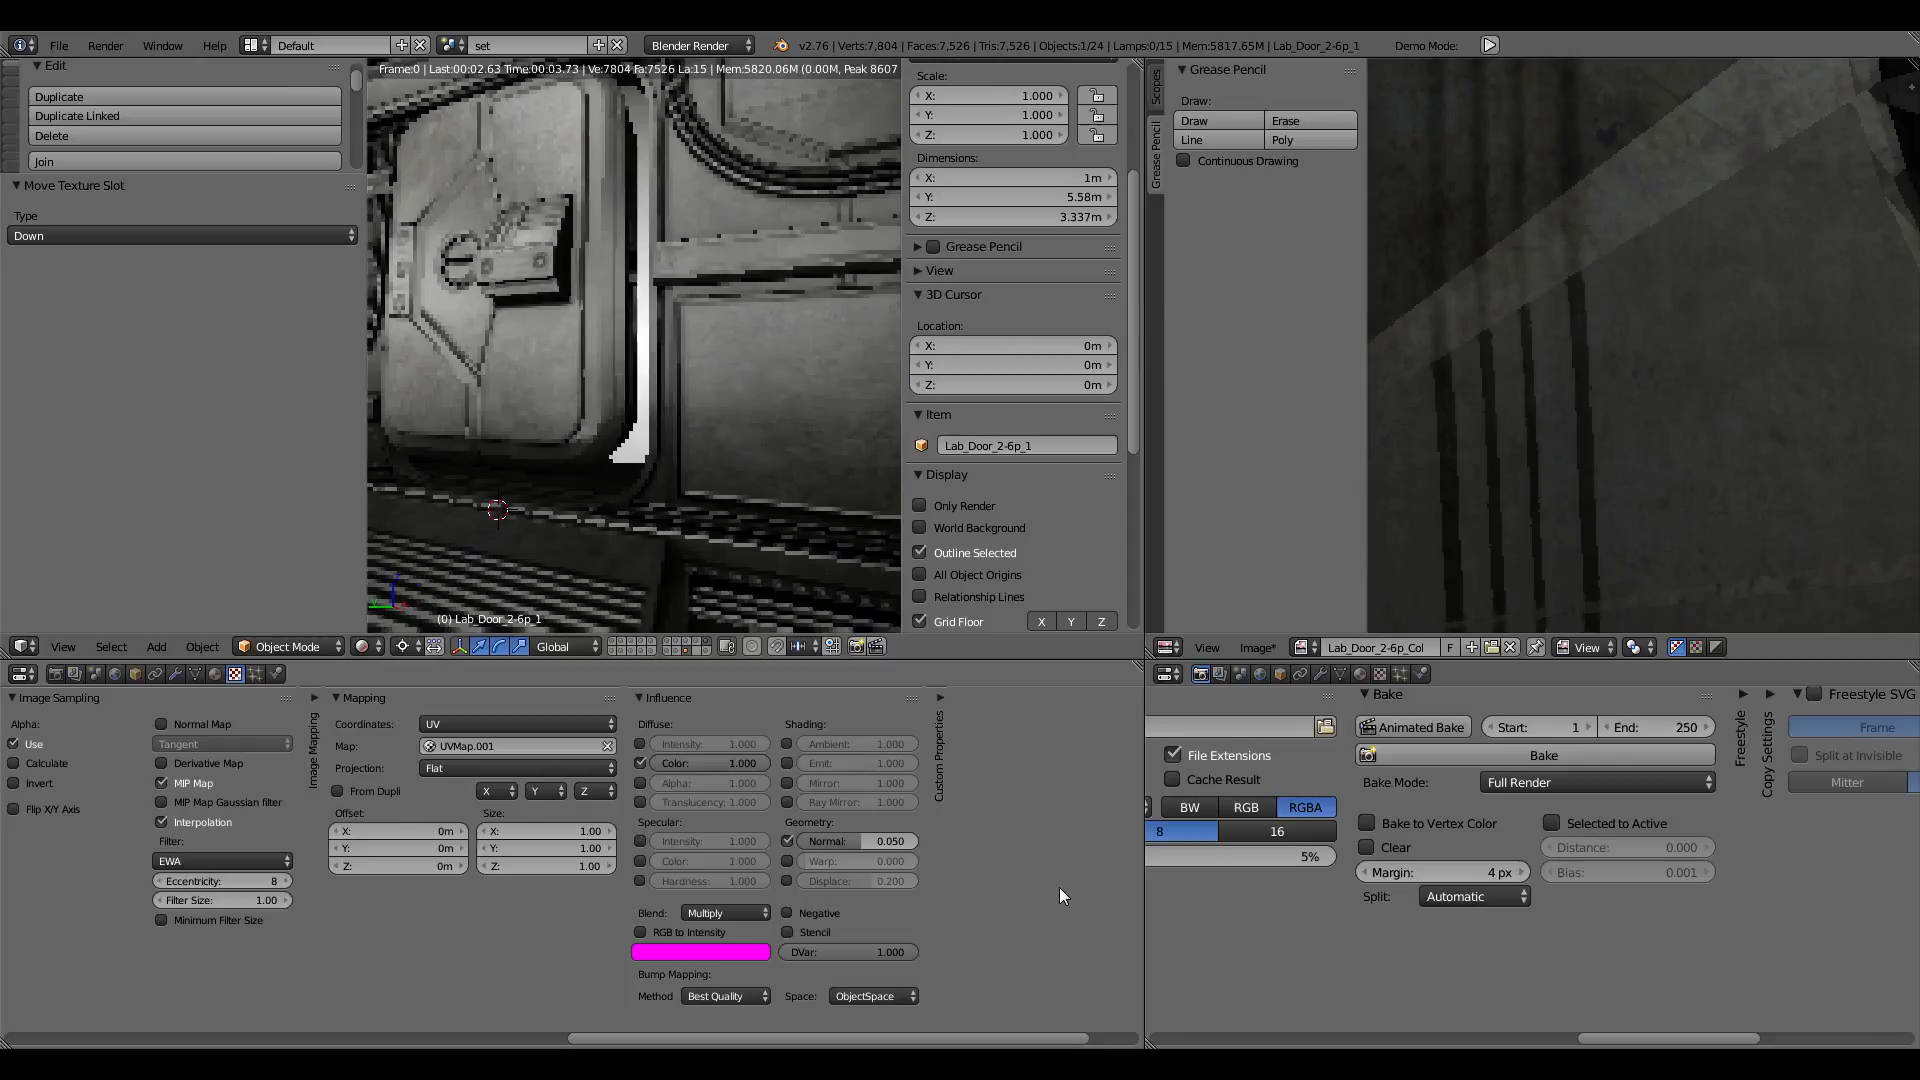 File Render Window Help Default set Blender Render v2.76 | Verts:7,804 | Faces:7,526 | Tris:7,526 | Objects:1/24 | Lamps:0/15 | Mem:5817.65M | Lab_Door_2-6p_1 Demo Mode:
Edit
Duplicate
Duplicate Linked
Delete
Join
Move Texture Slot
Type
Down
Frame:0 | Last:00:02.63 Time:00:03.73 | Ve:7804 Fa:7526 La:15 | Mem:5820.06M (0.00M, Peak 8607
(0) Lab_Door_2-6p_1
Scale:
X: 1.000
Y: 1.000
Z: 1.000
Dimensions:
X: 1m
Y: 5.58m
Z: 3.337m
Grease Pencil
View
3D Cursor
Location:
X: 0m
Y: 0m
Z: 0m
Item
Lab_Door_2-6p_1
Display
Only Render
World Background
Outline Selected
All Object Origins
Relationship Lines
Grid Floor X Y Z
Scopes
Grease Pencil
Grease Pencil
Draw:
Draw Erase
Line Poly
Continuous Drawing
View Select Add Object Object Mode Global
View Image* Lab_Door_2-6p_Col F View
Image Sampling
Alpha:
Use
Calculate
Invert
Flip X/Y Axis
Normal Map
Tangent
Derivative Map
MIP Map
MIP Map Gaussian filter
Interpolation
Filter:
EWA
Eccentricity: 8
Filter Size: 1.00
Minimum Filter Size
Image Mapping
Mapping
Coordinates: UV
Map: UVMap.001
Projection: Flat
From Dupli X Y Z
Offset: Size:
X: 0m X: 1.00
Y: 0m Y: 1.00
Z: 0m Z: 1.00
Influence
Diffuse: Shading:
Intensity: 1.000 Ambient: 1.000
Color: 1.000 Emit: 1.000
Alpha: 1.000 Mirror: 1.000
Translucency: 1.000 Ray Mirror: 1.000
Specular: Geometry:
Intensity: 1.000 Normal: 0.050
Color: 1.000 Warp: 0.000
Hardness: 1.000 Displace: 0.200
Blend: Multiply Negative
RGB to Intensity Stencil
DVar: 1.000
Bump Mapping:
Method Best Quality Space: ObjectSpace
Custom Properties
File Extensions
Cache Result
BW RGB RGBA
8 16
5%
Bake
Animated Bake Start: 1 End: 250
Bake
Bake Mode: Full Render
Bake to Vertex Color Selected to Active
Clear Distance: 0.000
Margin: 4 px Bias: 0.001
Split: Automatic
Freestyle
Copy Settings
Freestyle SVG
Frame
Split at Invisible
Mitter